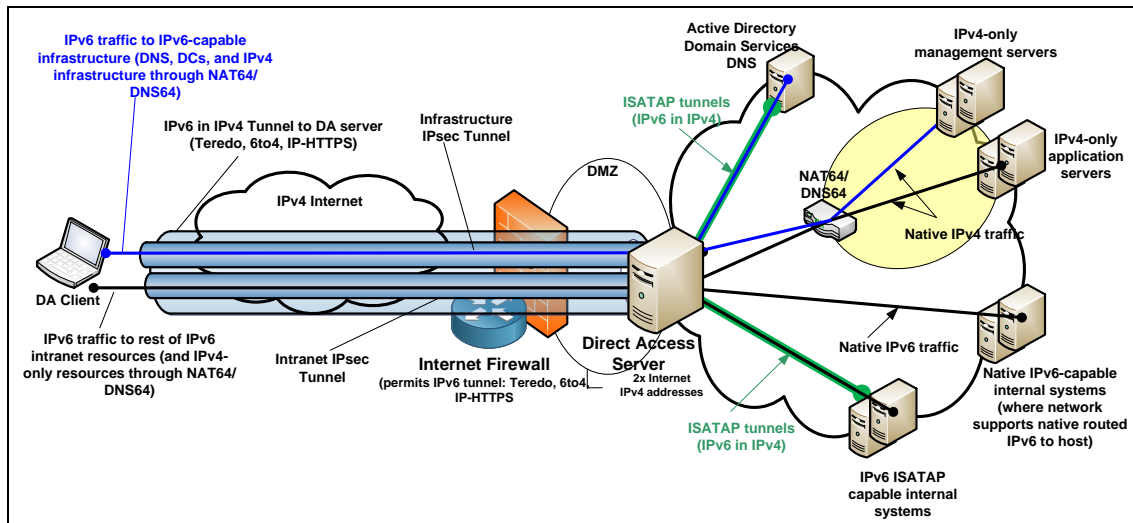 IPv6 traffic to IPv6-capable
infrastructure (DNS, DCs, and IPv4
infrastructure through NAT64/
DNS64)
IPv6 in IPv4 Tunnel to DA server
(Teredo, 6to4, IP-HTTPS)
Infrastructure
IPsec Tunnel
Active Directory
Domain Services
DNS
IPv4-only
management servers
ISATAP tunnels
(IPv6 in IPv4)
IPv4-only
application
servers
DMZ
NAT64/
DNS64
IPv4 Internet
Native IPv4 traffic
DA Client
IPv6 traffic to rest of IPv6
intranet resources (and IPv4-
only resources through NAT64/
DNS64)
Intranet IPsec
Tunnel
Internet Firewall
(permits IPv6 tunnel: Teredo, 6to4,
IP-HTTPS
Direct Access
Server
2x Internet
IPv4 addresses
Native IPv6 traffic
Native IPv6-capable
internal systems
(where network
supports native routed
IPv6 to host)
ISATAP tunnels
(IPv6 in IPv4)
IPv6 ISATAP
capable internal
systems